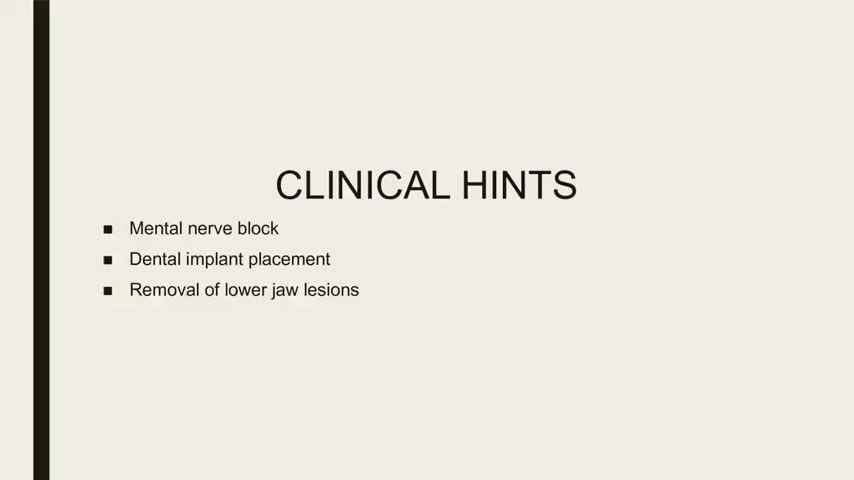 CLINICAL HINTS
■ Mental nerve block
■ Dental implant placement
■ Removal of lower jaw lesions